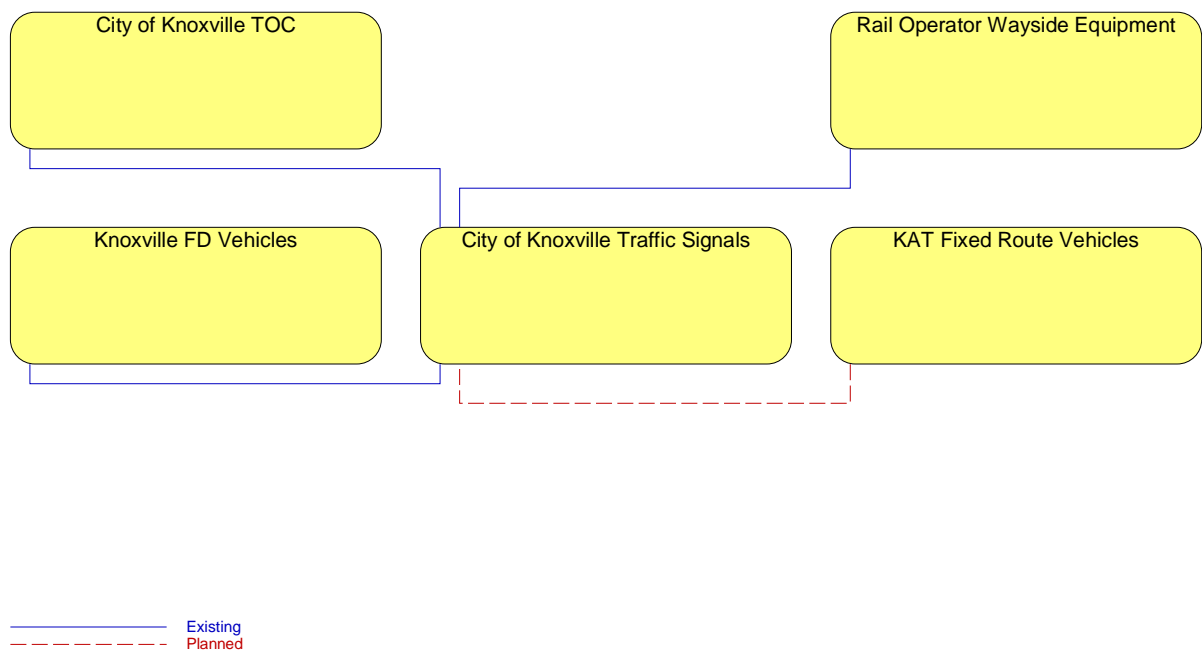 City of Knoxville TOC
Rail Operator Wayside Equipment
Knoxville FD Vehicles
City of Knoxville Traffic Signals
KAT Fixed Route Vehicles
Existing
Planned